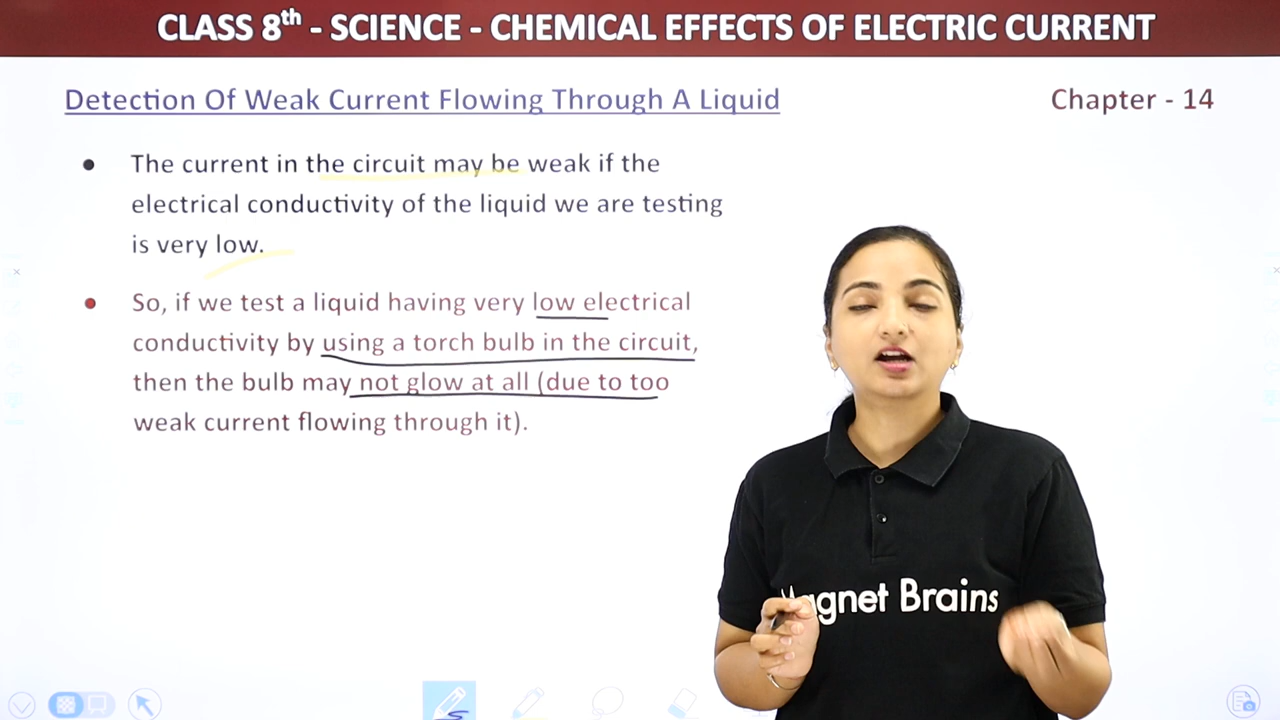 CLASS 8th - SCIENCE - CHEMICAL EFFECTS OF ELECTRIC CURRENT
Detection Of Weak Current Flowing Through A Liquid
Chapter - 14
• The current in the circuit may be weak if the
electrical conductivity of the liquid we are testing
is very low.
• So, if we test a liquid having very low electrical
conductivity by using a torch bulb in the circuit,
then the bulb may not glow at all (due to too
weak current flowing through it).
Magnet Brains